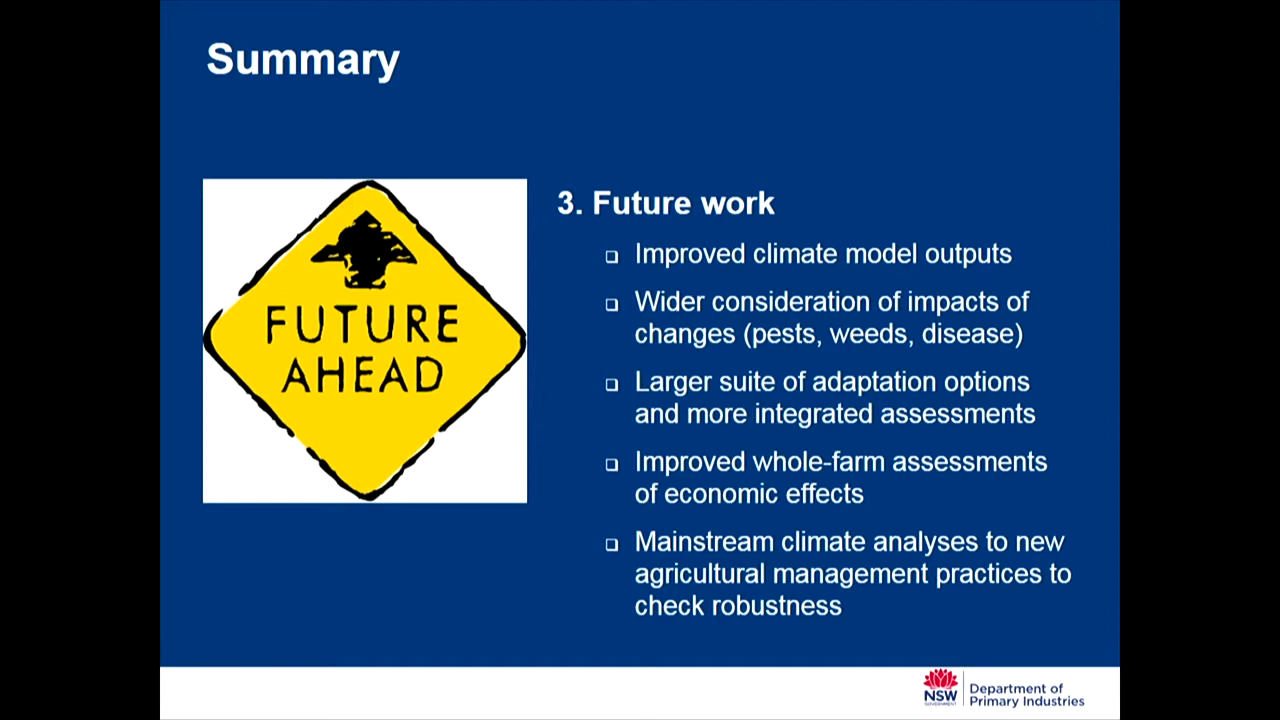 Summary
FUTURE
AHEAD
3. Future work
Improved climate model outputs
Wider consideration of impacts of
changes (pests, weeds, disease)
Larger suite of adaptation options
and more integrated assessments
Improved whole-farm assessments
of economic effects
Mainstream climate analyses to new
agricultural management practices to
check robustness
NSW
GOVERNMENT
Department of
Primary Industries